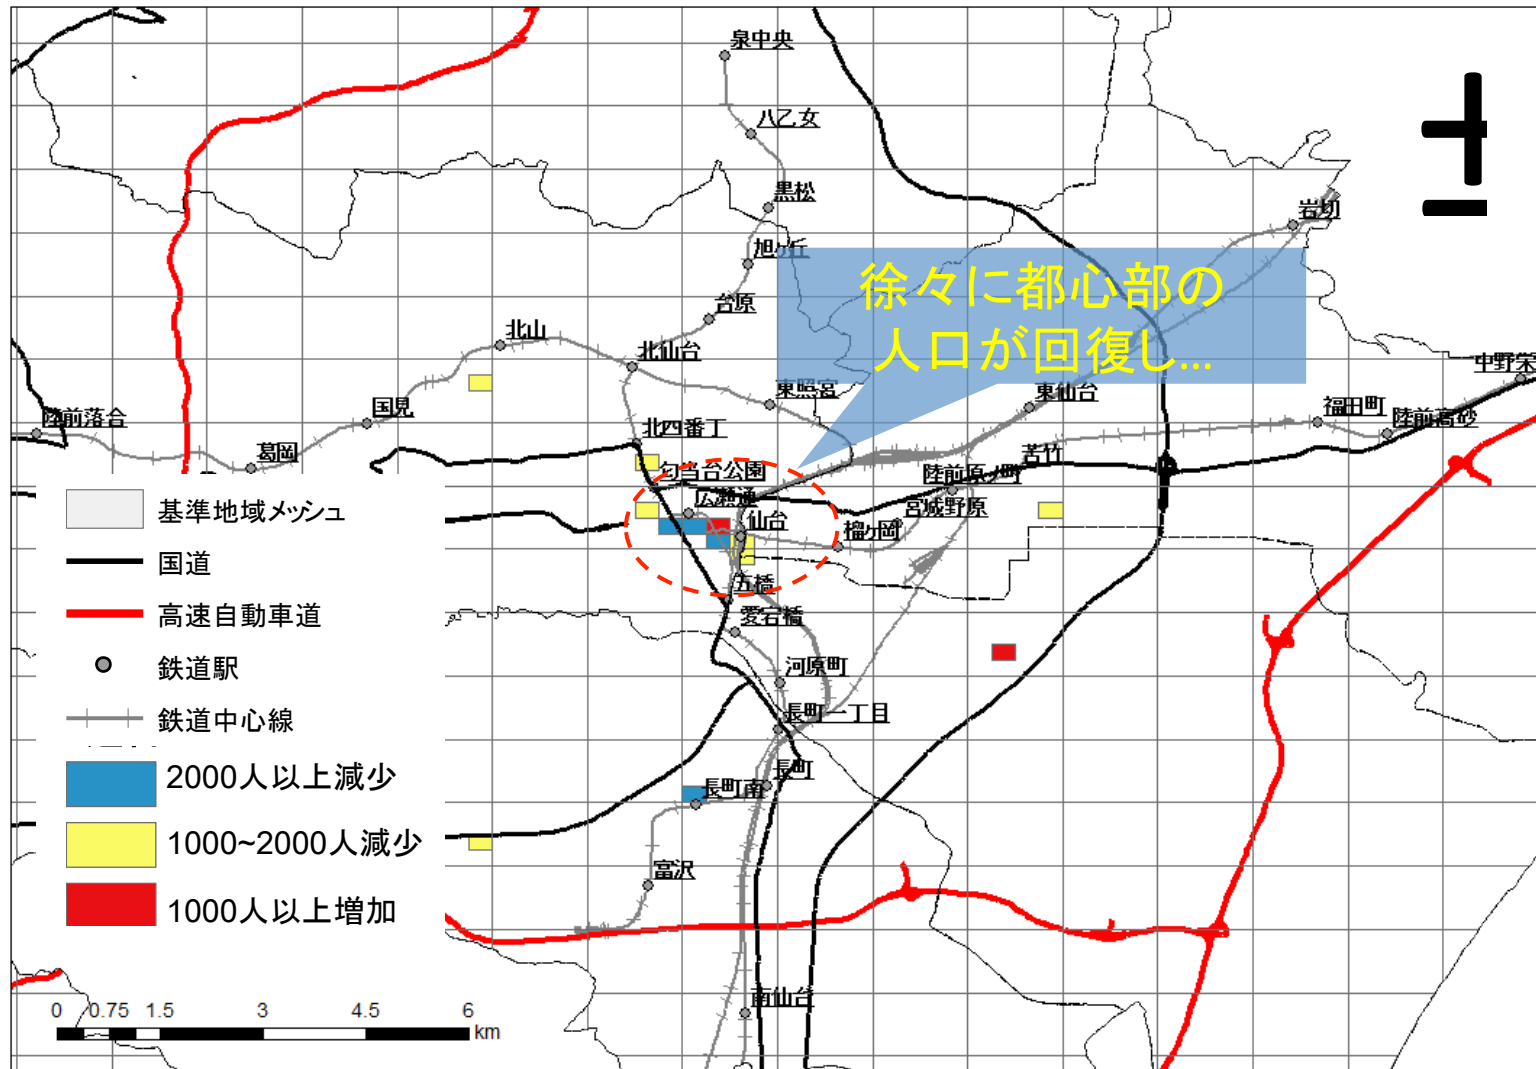 泉中央
八乙女
黒松
旭ヶ丘
台原
北山
北仙台
岩切
徐々に都心部の
人口が回復し...
東照宮
東仙台
中野栄
陸前落合
国見
葛岡
北四番丁
勾当台公園
広瀬通
仙台
榴ヶ岡
宮城野原
陸前原ノ町
苦竹
福田町
陸前高砂
五橋
愛宕橋
河原町
長町一丁目
長町
長町南
富沢
南仙台
基準地域メッシュ
国道
高速自動車道
鉄道駅
鉄道中心線
2000人以上減少
1000~2000人減少
1000人以上増加
0 0.75 1.5 3 4.5 6
km